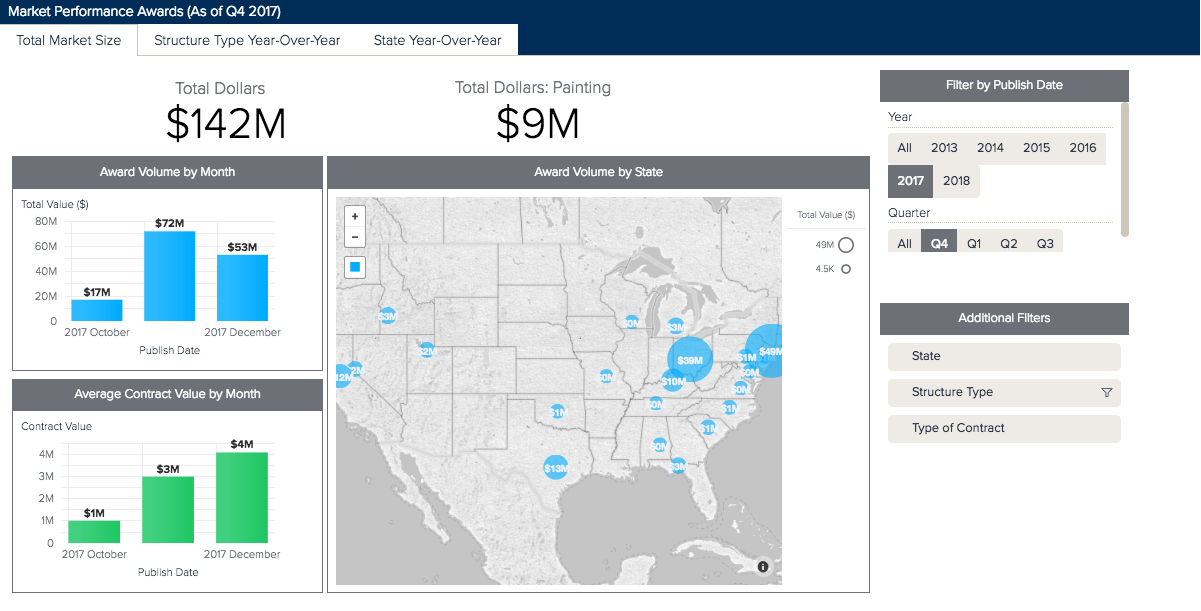 Market Performance Awards (As of Q4 2017)
Total Market Size
Structure Type Year-Over-Year
State Year-Over-Year
Total Dollars
$142M
Total Dollars: Painting
$9M
Award Volume by Month
Total Value ($)
80M
60M
40M
20M
0
$17M
$72M
$53M
2017 October
2017 December
Publish Date
Average Contract Value by Month
Contract Value
4M
3M
2M
1M
0
$1M
$3M
$4M
2017 October
2017 December
Publish Date
Award Volume by State
+
−
$3M
$2M
2M
12M
$0M
$3M
$39M
$1M
$49M
$0M
$10M
$0M
$0M
$0M
$1M
$1M
$1M
$0M
$3M
$13M
Total Value ($)
49M
4.5K
Filter by Publish Date
Year
All 2013 2014 2015 2016
2017 2018
Quarter
All Q4 Q1 Q2 Q3
Additional Filters
State
Structure Type
Type of Contract